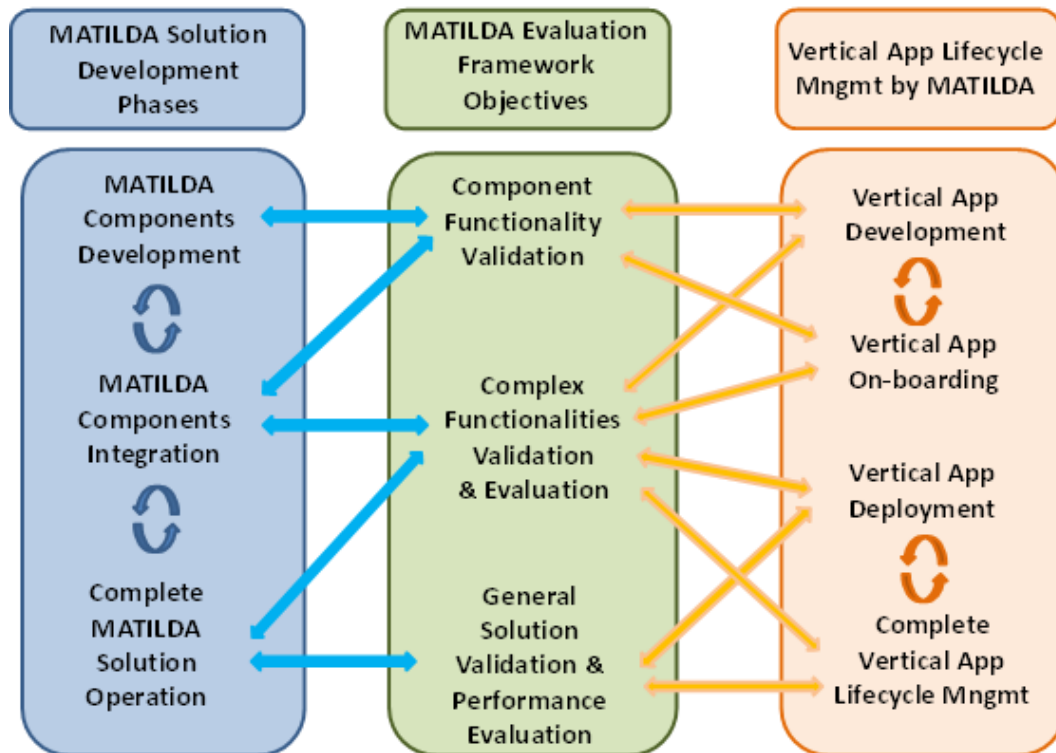 MATILDA Solution
Development
Phases
MATILDA Evaluation
Framework
Objectives
Vertical App Lifecycle
Mngmt by MATILDA
MATILDA
Components
Development
MATILDA
Components
Integration
Complete
MATILDA
Solution
Operation
Component
Functionality
Validation
Complex
Functionalities
Validation
& Evaluation
General
Solution
Validation &
Performance
Evaluation
Vertical App
Development
Vertical App
On-boarding
Vertical App
Deployment
Complete
Vertical App
Lifecycle Mngmt